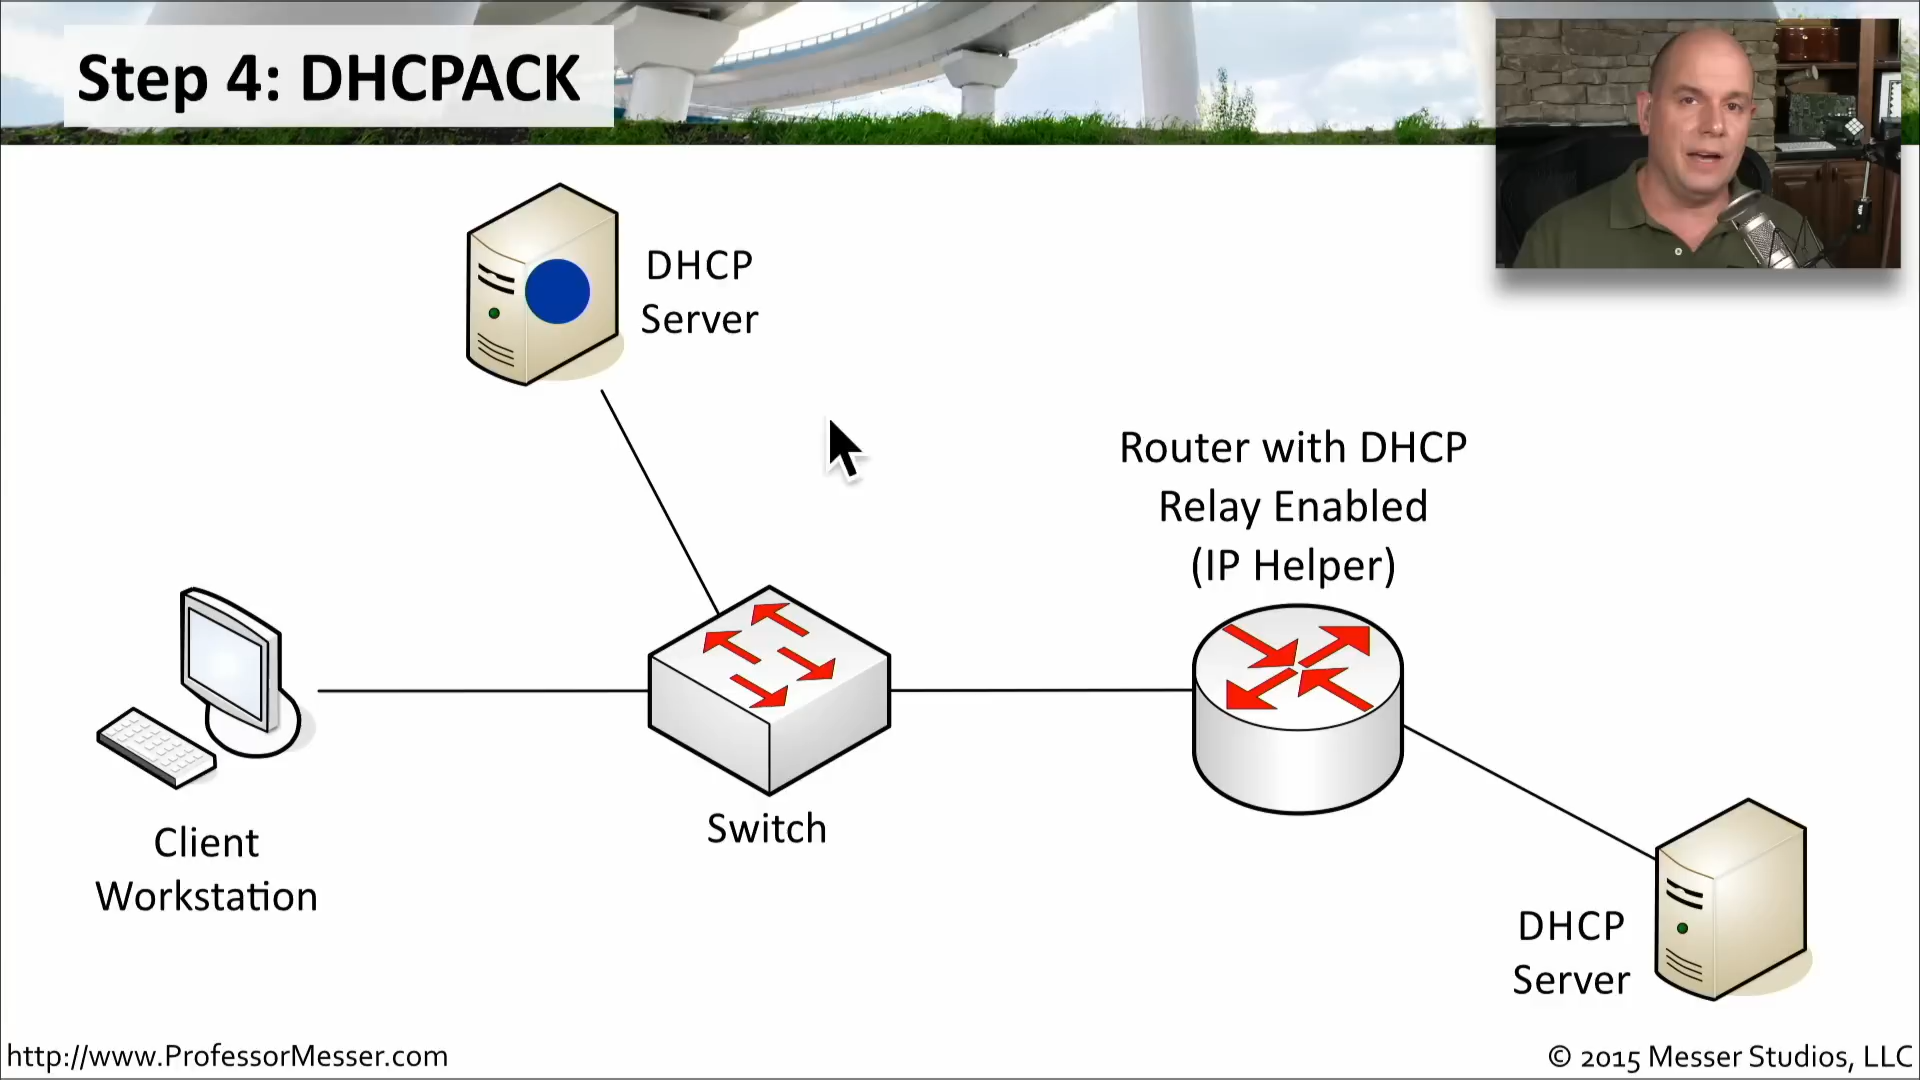 Step 4: DHCPACK
DHCP
Server
Router with DHCP
Relay Enabled
(IP Helper)
Switch
Client
Workstation
DHCP
Server
http://www.ProfessorMesser.com
© 2015 Messer Studios, LLC